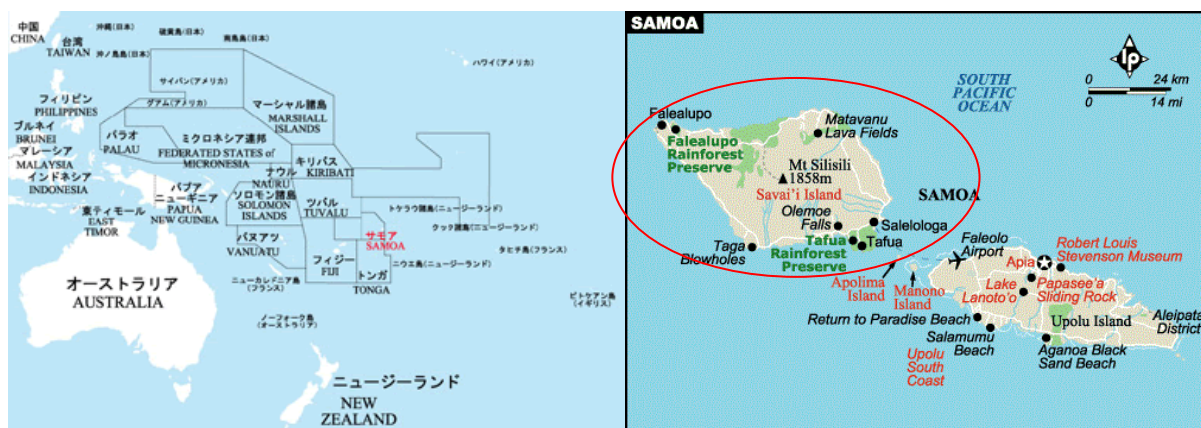 中国
CHINA
台湾
TAIWAN
沖縄(日本)
硫黄島(日本)
南鳥島(日本)
沖ノ鳥島(日本)
ハワイ(アメリカ)
サイパン(アメリカ)
グアム(アメリカ)
フィリピン
PHILIPPINES
マーシャル諸島
MARSHALL
ISLANDS
ブルネイ
BRUNEI
パラオ
PALAU
ミクロネシア連邦
FEDERATED STATES of
MICRONESIA
マレーシア
MALAYSIA
キリバス
KIRIBATI
ナウル
NAURU
インドネシア
INDONESIA
パプア
ニューギニア
PAPUA
NEW GUINEA
ソロモン諸島
SOLOMON
ISLANDS
ツバル
TUVALU
トケラウ諸島(ニュージーランド)
東ティモール
EAST
TIMOR
サモア
SAMOA
クック諸島(ニュージーランド)
バヌアツ
VANUATU
タヒチ島(フランス)
フィジー
FIJI
ニウエ島(ニュージーランド)
トンガ
TONGA
ニューカレドニア島
(フランス)
オーストラリア
AUSTRALIA
ピトケアン島
(イギリス)
ノーフォーク島
(オーストラリア)
ニュージーランド
NEW
ZEALAND
SAMOA
lp
0 24 km
0 14 mi
SOUTH
PACIFIC
OCEAN
Falealupo
Matavanu
Lava Fields
Falealupo
Rainforest
Preserve
Mt Silisili
1858m
Savai'i Island
SAMOA
Olemoe
Falls
Salelologa
Taga
Blowholes
Tafua
Rainforest
Preserve
Tafua
Faleolo
Airport
Robert Louis
Stevenson Museum
Apia
Apolima
Island
Manono
Island
Lake
Lanoto'o
Papasee'a
Sliding Rock
Return to Paradise Beach
Upolu Island
Aleipata
District
Salamumu
Beach
Aganoa Black
Sand Beach
Upolu
South
Coast